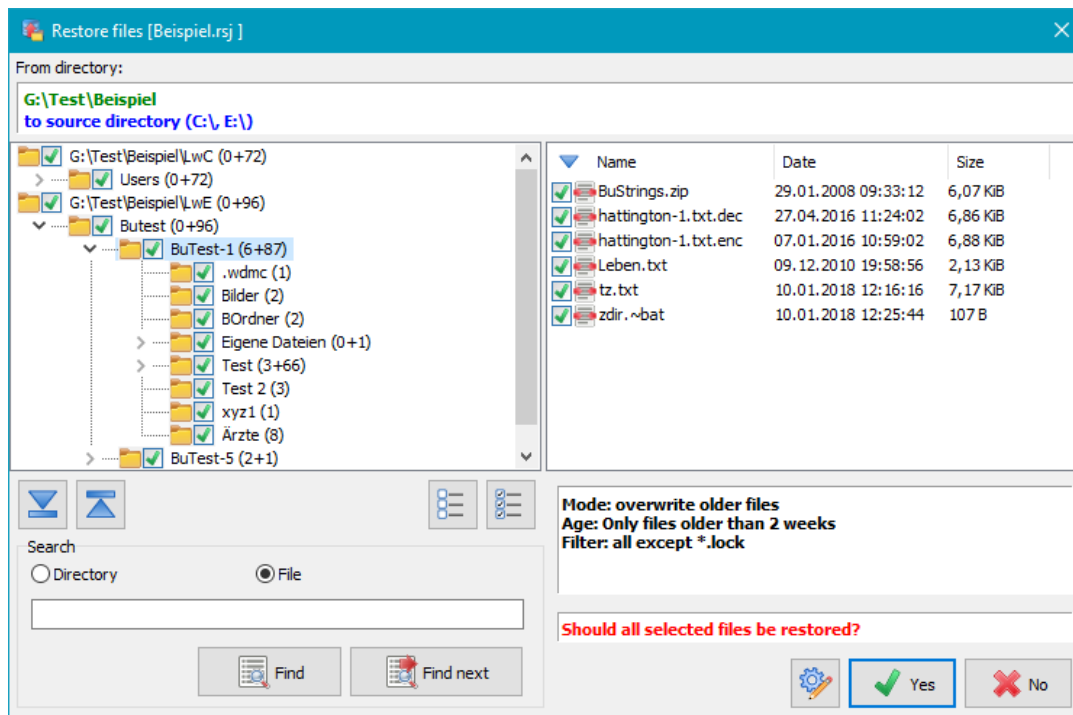 Restore files [Beispiel.rsj ]
From directory:
G:\Test\Beispiel
to source directory (C:\, E:\)
G:\Test\Beispiel\LwC (0+72)
Users (0+72)
G:\Test\Beispiel\LwE (0+96)
Butest (0+96)
BuTest-1 (6+87)
.wdmc (1)
Bilder (2)
BOrdner (2)
Eigene Dateien (0+1)
Test (3+66)
Test 2 (3)
xyz1 (1)
Ärzte (8)
BuTest-5 (2+1)
Name Date Size
BuStrings.zip 29.01.2008 09:33:12 6,07 KiB
hattington-1.txt.dec 27.04.2016 11:24:02 6,86 KiB
hattington-1.txt.enc 07.01.2016 10:59:02 6,88 KiB
Leben.txt 09.12.2010 19:58:56 2,13 KiB
tz.txt 10.01.2018 12:16:16 7,17 KiB
zdir.~bat 10.01.2018 12:25:44 107 B
Mode: overwrite older files
Age: Only files older than 2 weeks
Filter: all except *.lock
Search
Directory File
Find Find next
Should all selected files be restored?
Yes No